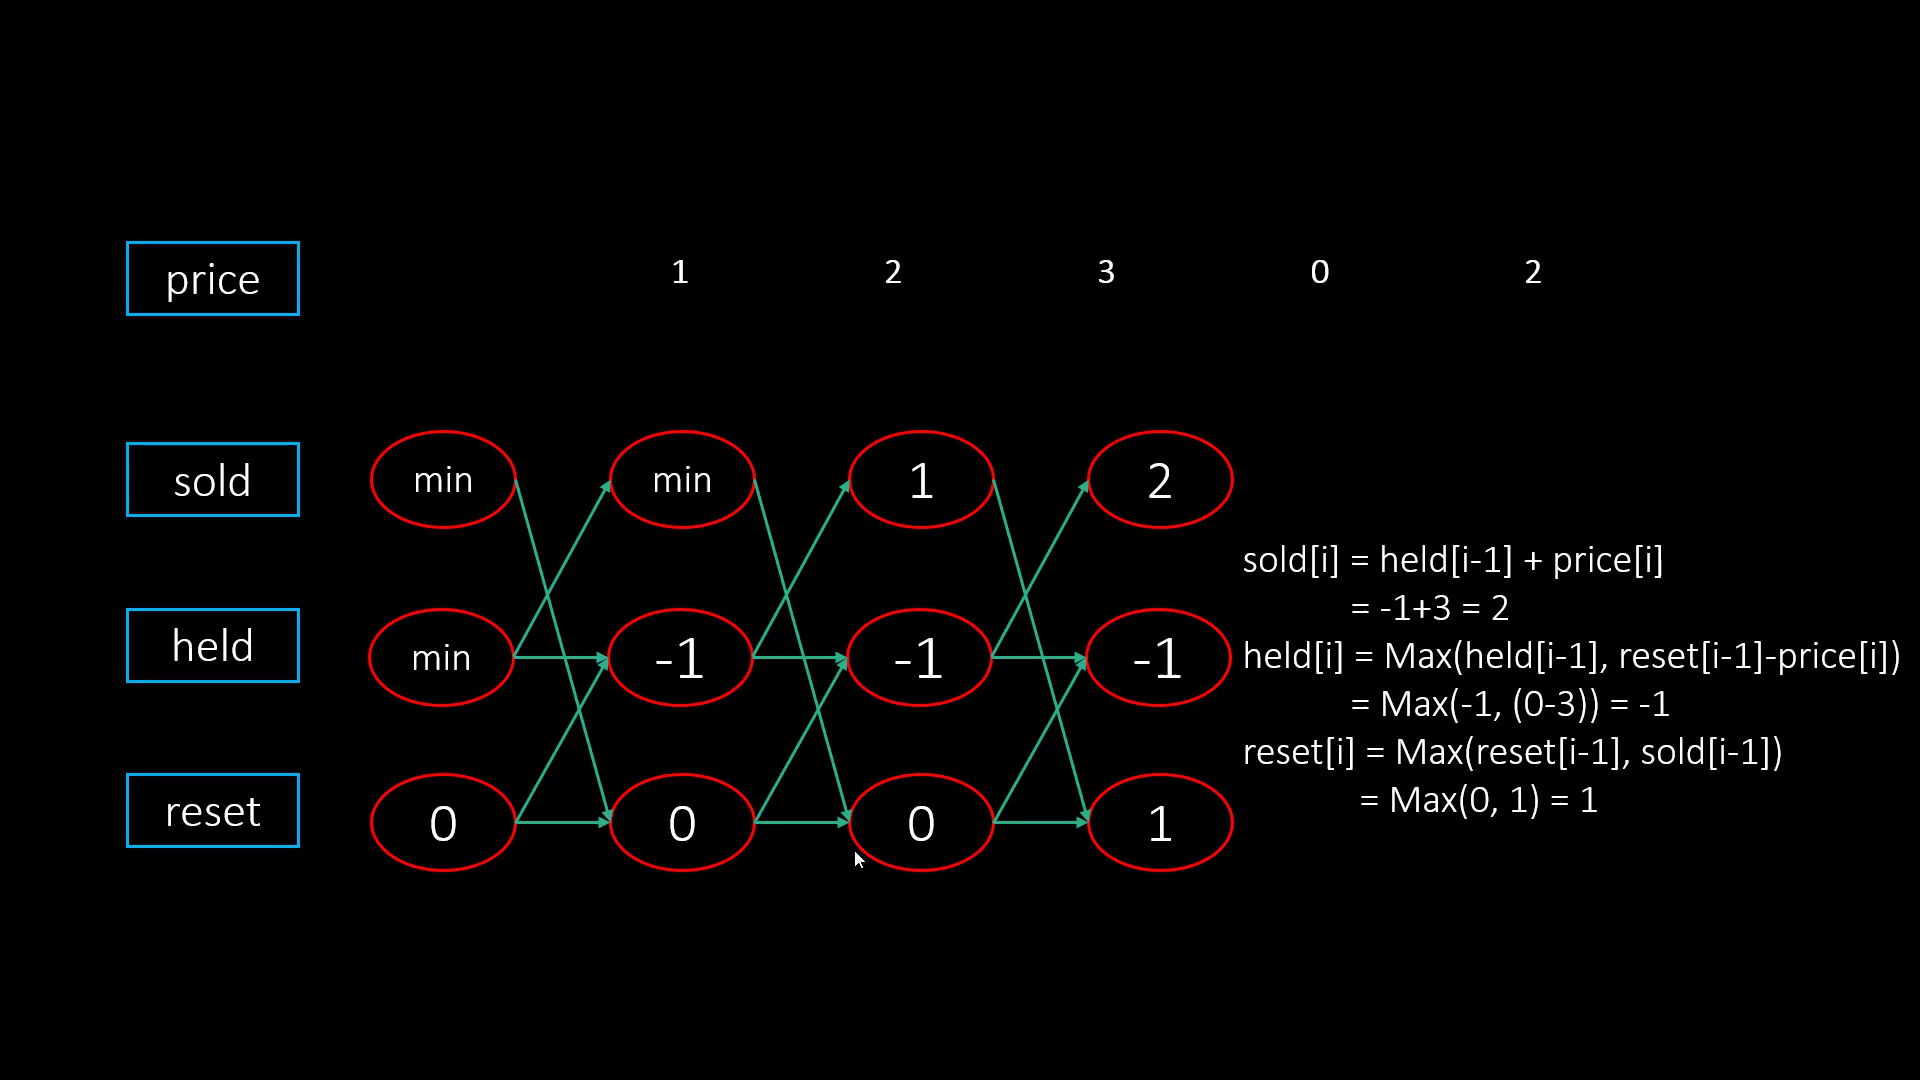 price 1 2 3 0 2
sold min min 1 2
sold[i] = held[i-1] + price[i]
= -1+3 = 2
held min -1 -1 -1
held[i] = Max(held[i-1], reset[i-1]-price[i])
= Max(-1, (0-3)) = -1
reset[i] = Max(reset[i-1], sold[i-1])
= Max(0, 1) = 1
reset 0 0 0 1